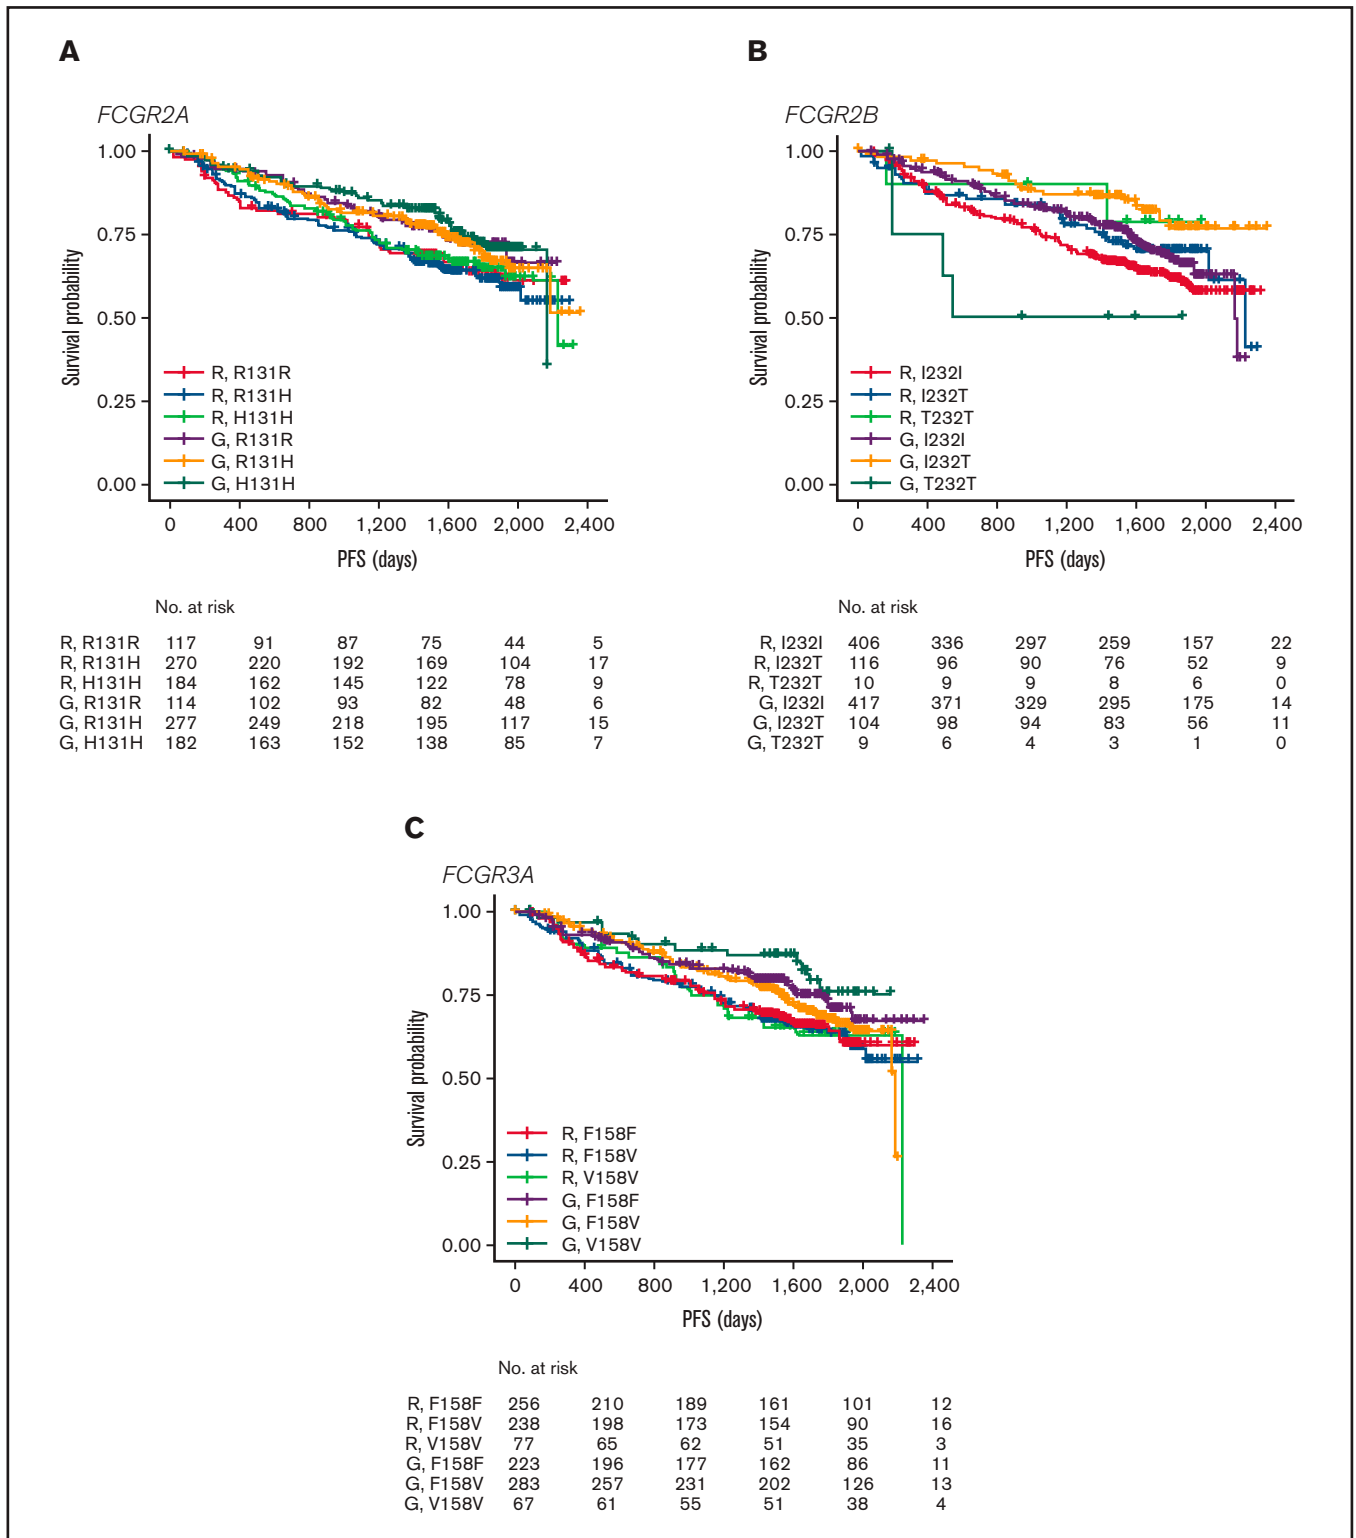 A
FCGR2A
Survival probability
1.00
0.75
0.50
0.25
0.00
R, R131R
R, R131H
R, H131H
G, R131R
G, R131H
G, H131H
0 400 800 1,200 1,600 2,000 2,400
PFS (days)
No. at risk
R, R131R 117 91 87 75 44 5
R, R131H 270 220 192 169 104 17
R, H131H 184 162 145 122 78 9
G, R131R 114 102 93 82 48 6
G, R131H 277 249 218 195 117 15
G, H131H 182 163 152 138 85 7
B
FCGR2B
Survival probability
1.00
0.75
0.50
0.25
0.00
R, I232I
R, I232T
R, T232T
G, I232I
G, I232T
G, T232T
0 400 800 1,200 1,600 2,000 2,400
PFS (days)
No. at risk
R, I232I 406 336 297 259 157 22
R, I232T 116 96 90 76 52 9
R, T232T 10 9 9 8 6 0
G, I232I 417 371 329 295 175 14
G, I232T 104 98 94 83 56 11
G, T232T 9 6 4 3 1 0
C
FCGR3A
Survival probability
1.00
0.75
0.50
0.25
0.00
R, F158F
R, F158V
R, V158V
G, F158F
G, F158V
G, V158V
0 400 800 1,200 1,600 2,000 2,400
PFS (days)
No. at risk
R, F158F 256 210 189 161 101 12
R, F158V 238 198 173 154 90 16
R, V158V 77 65 62 51 35 3
G, F158F 223 196 177 162 86 11
G, F158V 283 257 231 202 126 13
G, V158V 67 61 55 51 38 4